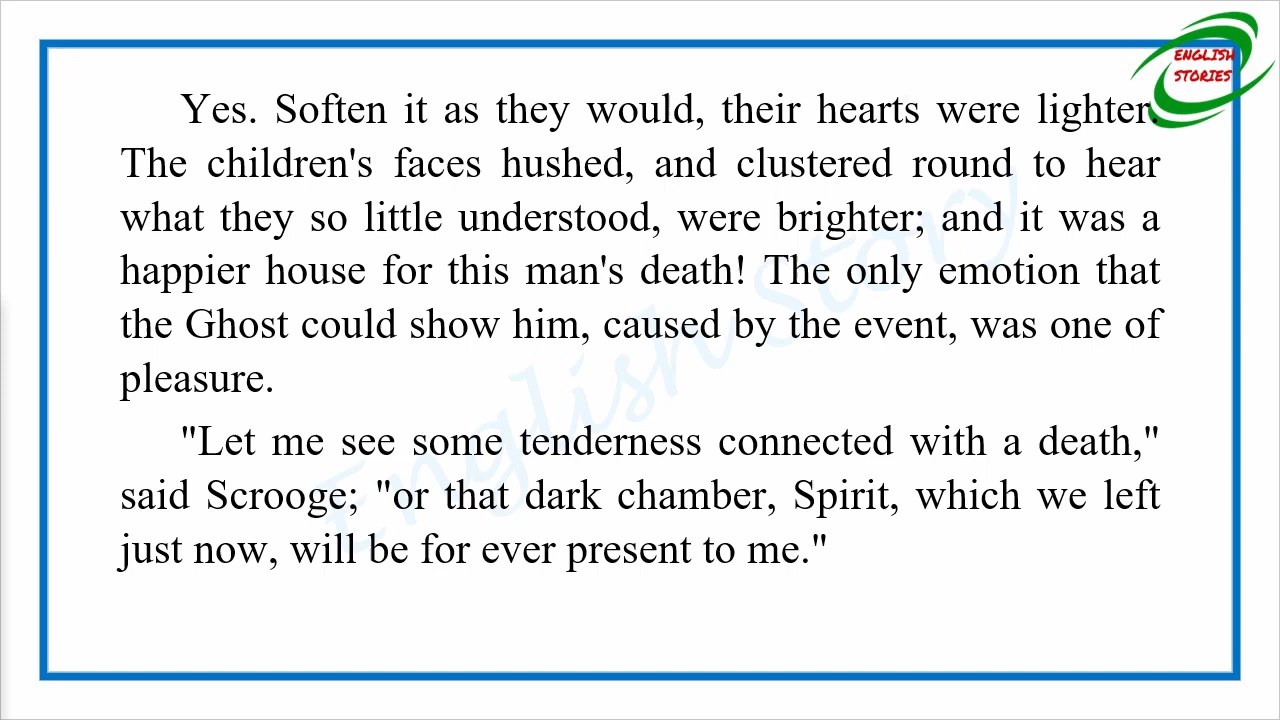 ENGLISH
STORIES
Yes. Soften it as they would, their hearts were lighter.
The children's faces hushed, and clustered round to hear
what they so little understood, were brighter; and it was a
happier house for this man's death! The only emotion that
the Ghost could show him, caused by the event, was one of
pleasure.
"Let me see some tenderness connected with a death,"
said Scrooge; "or that dark chamber, Spirit, which we left
just now, will be for ever present to me."
English Story